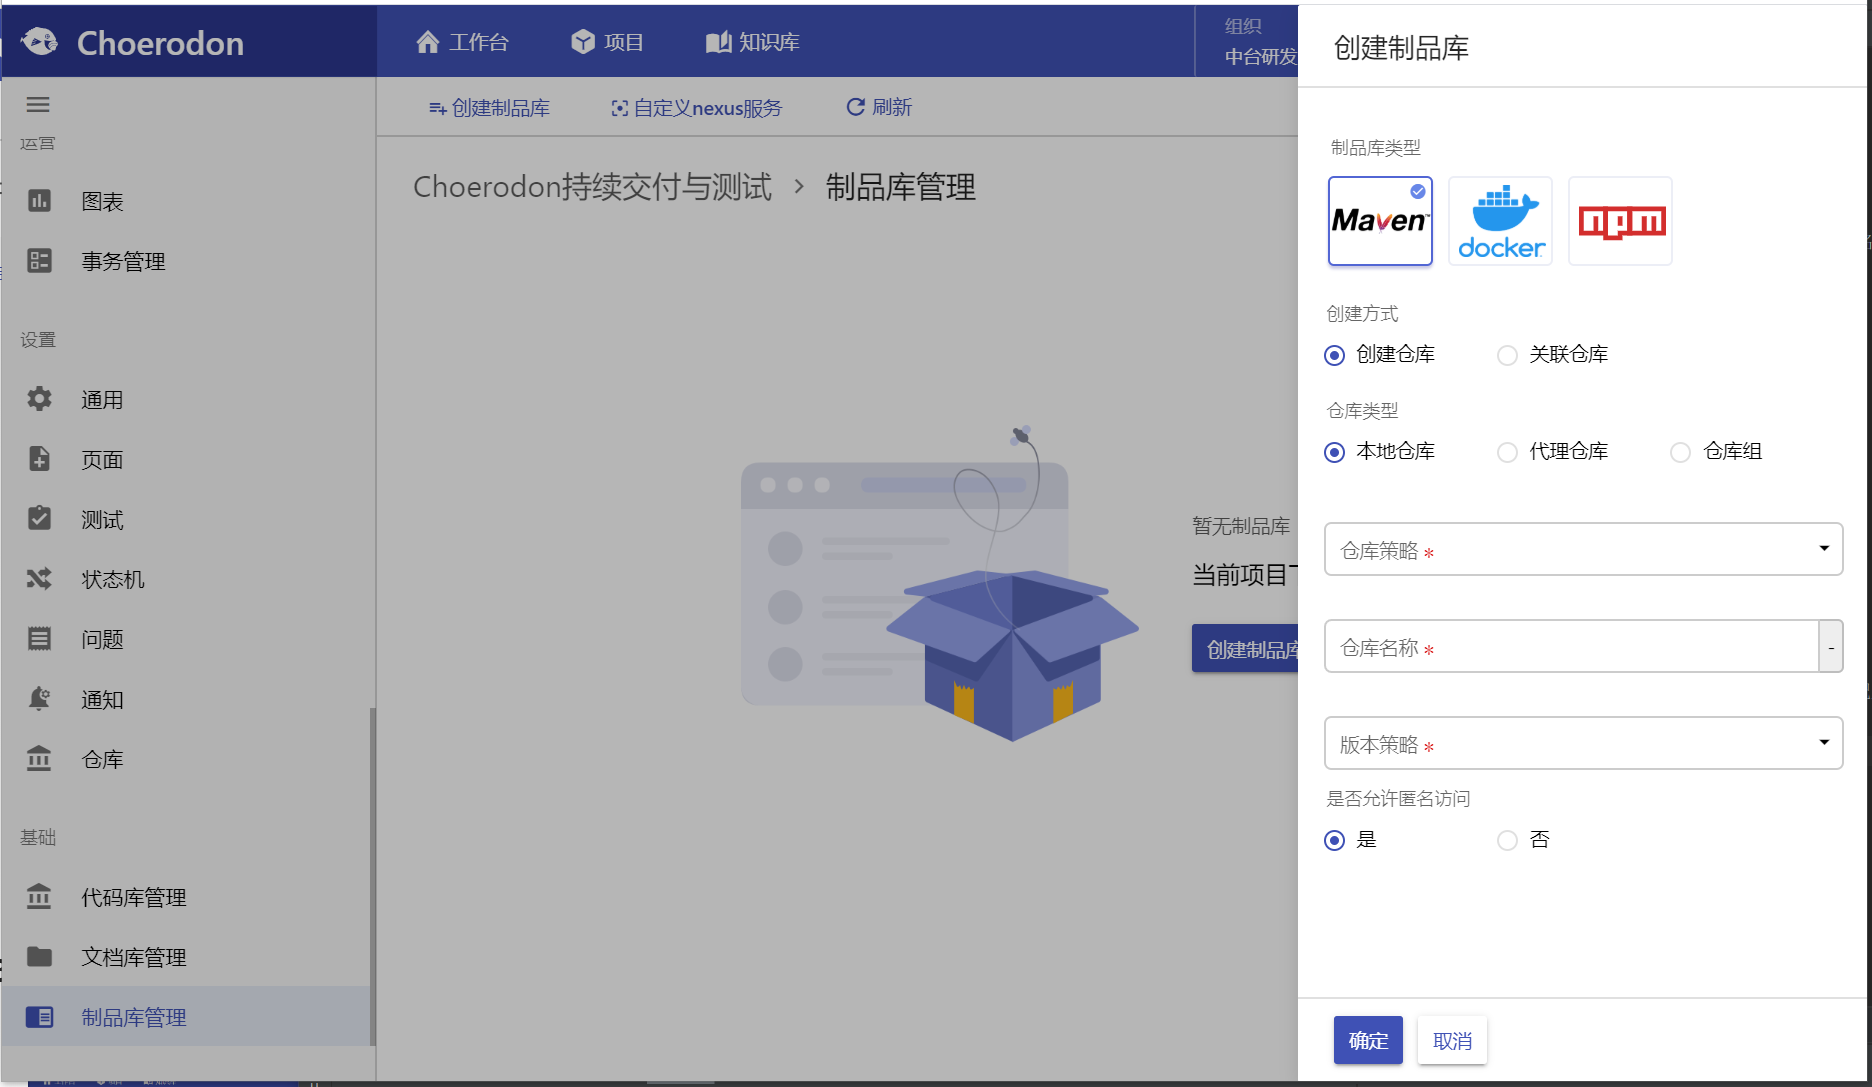 Choerodon
工作台
项目
知识库
组织
中台研发
运营
图表
事务管理
设置
通用
页面
测试
状态机
问题
通知
仓库
基础
代码库管理
文档库管理
制品库管理
创建制品库
自定义nexus服务
刷新
Choerodon持续交付与测试 > 制品库管理
暂无制品库
当前项目下
创建制品库
创建制品库
制品库类型
Maven™
docker
npm
创建方式
创建仓库
关联仓库
仓库类型
本地仓库
代理仓库
仓库组
仓库策略 *
仓库名称 *
-
版本策略 *
是否允许匿名访问
是
否
确定
取消